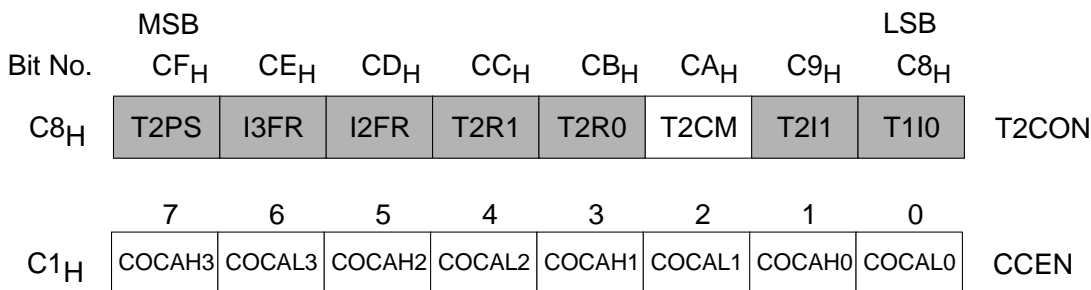 MSB LSB
Bit No. CFH CEH CDH CCH CBH CAH C9H C8H
C8H T2PS I3FR I2FR T2R1 T2R0 T2CM T2I1 T1I0 T2CON
7 6 5 4 3 2 1 0
C1H COCAH3 COCAL3 COCAH2 COCAL2 COCAH1 COCAL1 COCAH0 COCAL0 CCEN